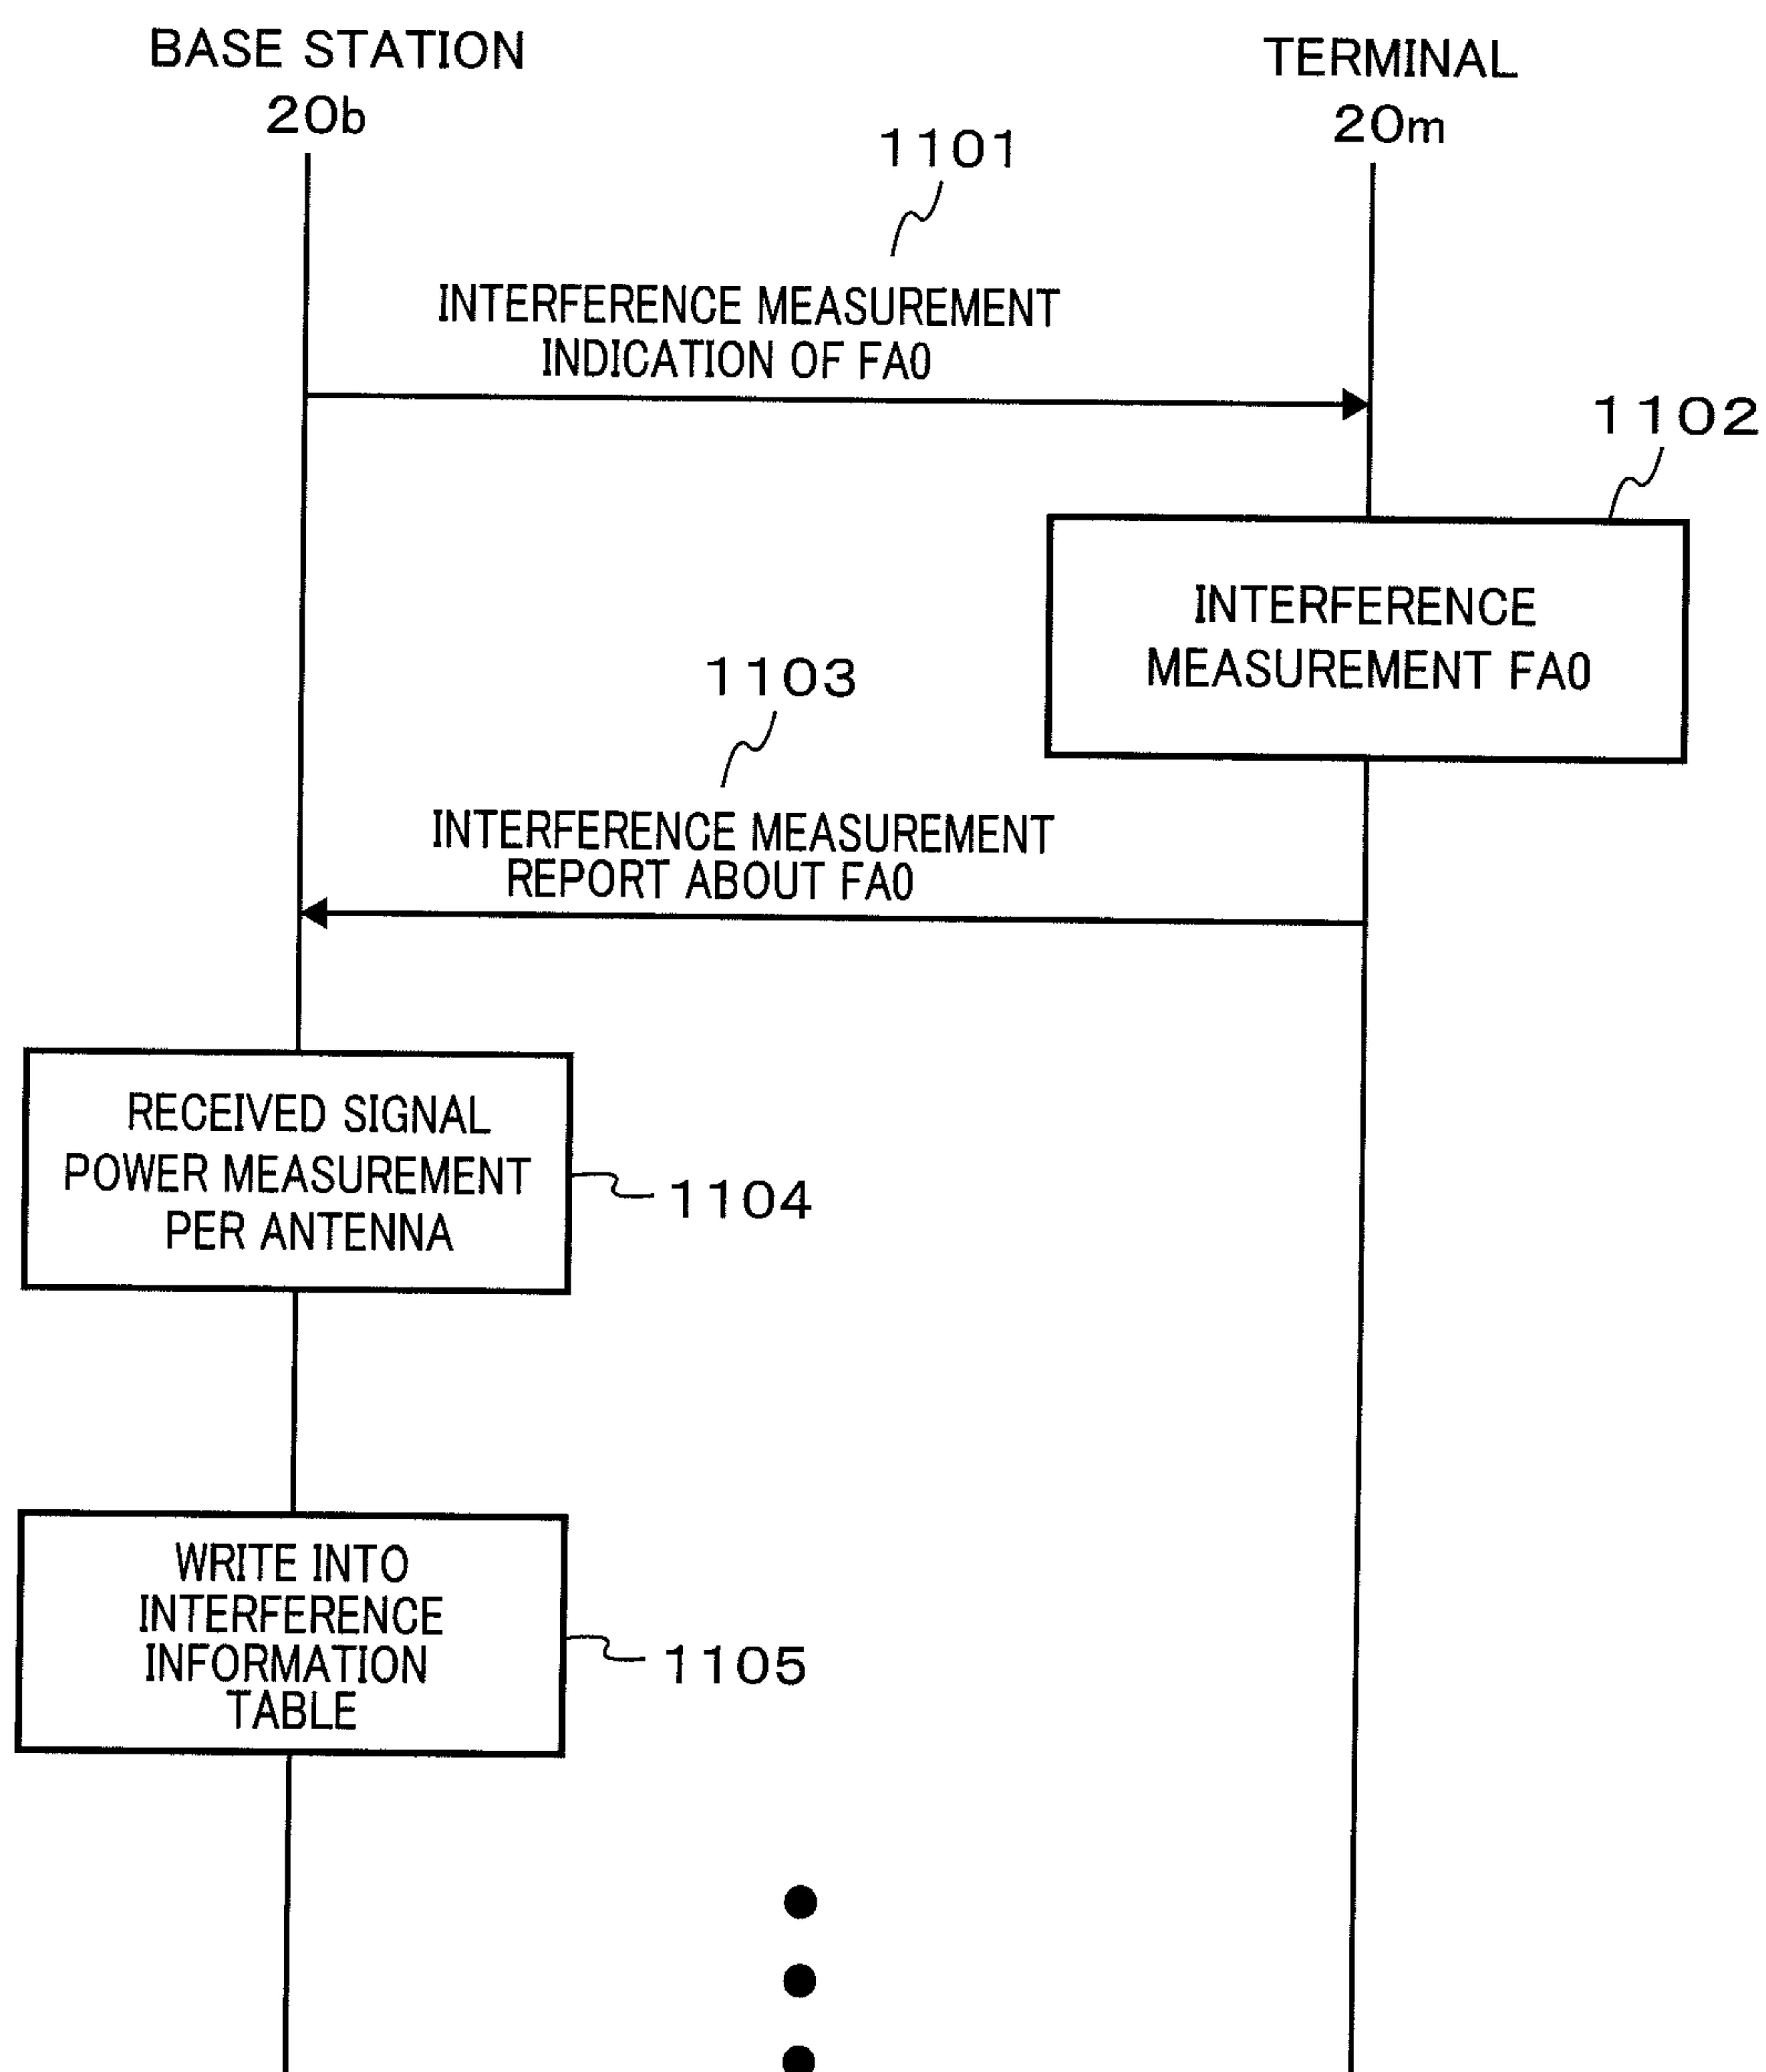 BASE STATION
20b
TERMINAL
20m
1101
INTERFERENCE MEASUREMENT
INDICATION OF FA0
1102
INTERFERENCE
MEASUREMENT FA0
1103
INTERFERENCE MEASUREMENT
REPORT ABOUT FA0
RECEIVED SIGNAL
POWER MEASUREMENT
PER ANTENNA
1104
WRITE INTO
INTERFERENCE
INFORMATION
TABLE
1105